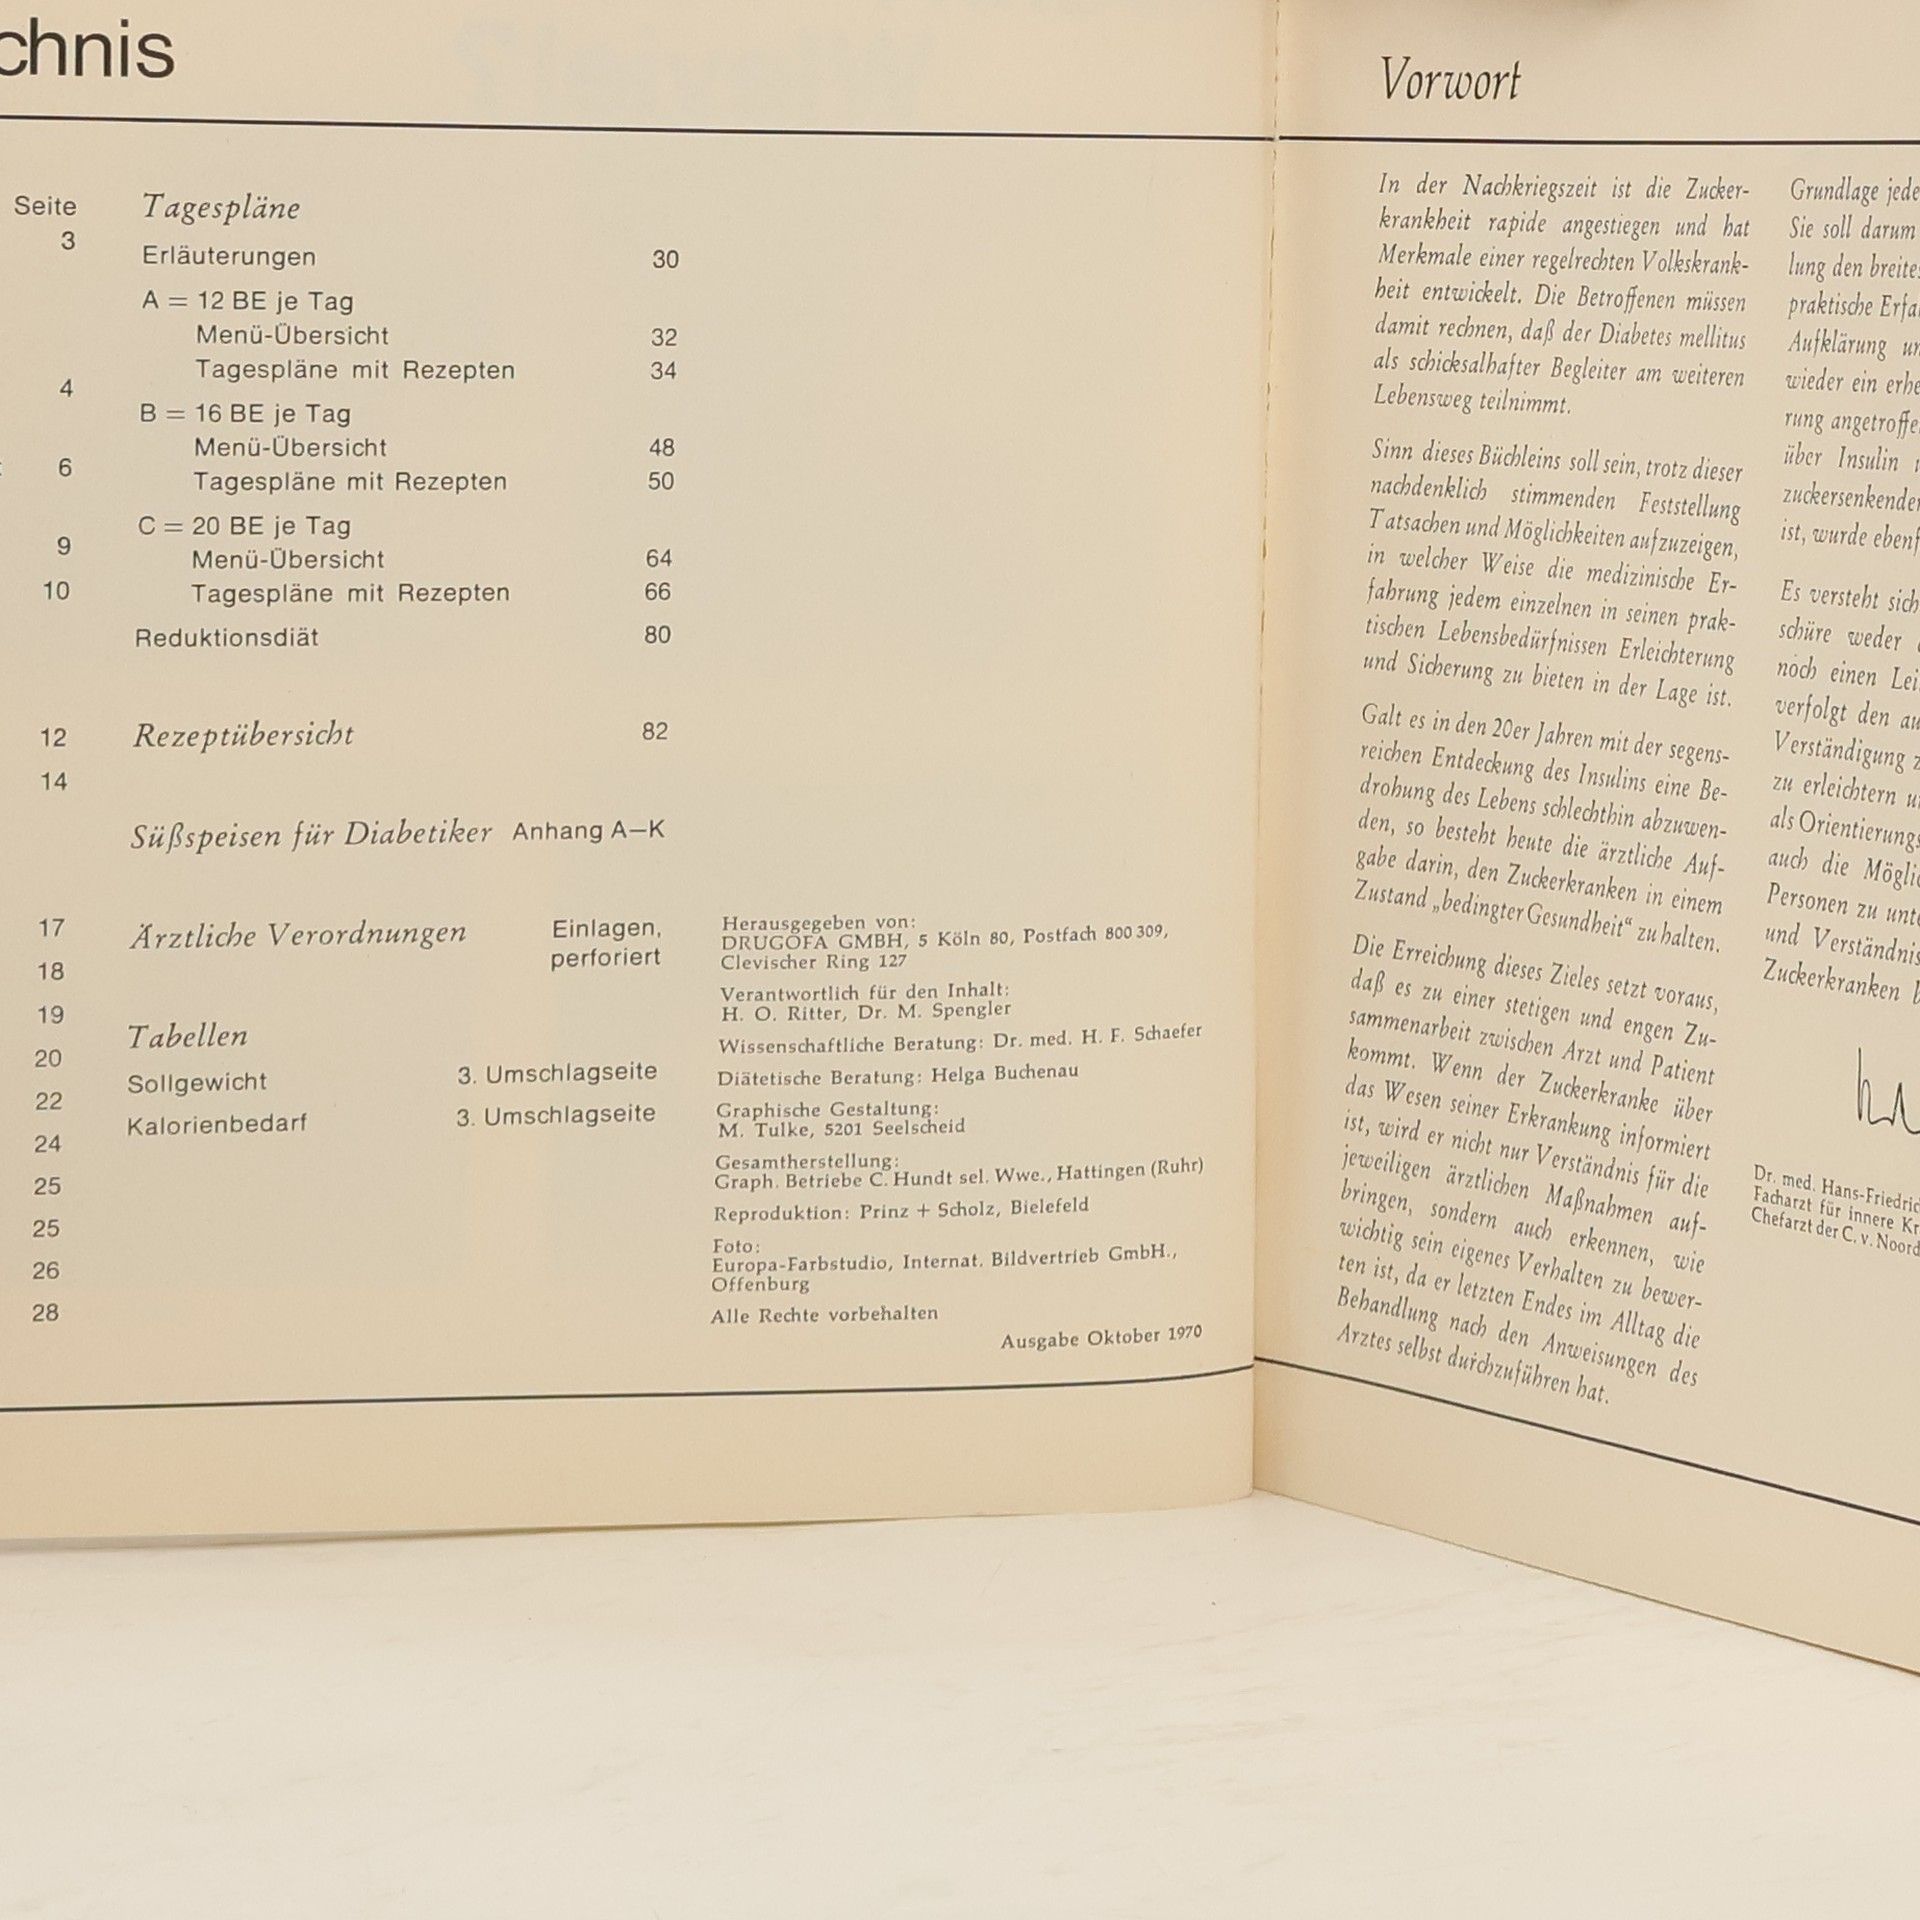 chnis
Seite
3
4
6
9
10
12
14
17
18
19
20
22
24
25
25
26
28
Tagespläne
Erläuterungen 30
A = 12 BE je Tag
Menü-Übersicht 32
Tagespläne mit Rezepten 34
B = 16 BE je Tag
Menü-Übersicht 48
Tagespläne mit Rezepten 50
C = 20 BE je Tag
Menü-Übersicht 64
Tagespläne mit Rezepten 66
Reduktionsdiät 80
Rezeptübersicht 82
Süßspeisen für Diabetiker Anhang A–K
Ärztliche Verordnungen Einlagen,
perforiert
Tabellen
Sollgewicht 3. Umschlagseite
Kalorienbedarf 3. Umschlagseite
Herausgegeben von:
DRUGOFA GMBH, 5 Köln 80, Postfach 800 309,
Clevischer Ring 127
Verantwortlich für den Inhalt:
H. O. Ritter, Dr. M. Spengler
Wissenschaftliche Beratung: Dr. med. H. F. Schaefer
Diätetische Beratung: Helga Buchenau
Graphische Gestaltung:
M. Tulke, 5201 Seelscheid
Gesamtherstellung:
Graph. Betriebe C. Hundt sel. Wwe., Hattingen (Ruhr)
Reproduktion: Prinz + Scholz, Bielefeld
Foto:
Europa-Farbstudio, Internat. Bildvertrieb GmbH.,
Offenburg
Alle Rechte vorbehalten
Ausgabe Oktober 1970
Vorwort
In der Nachkriegszeit ist die Zucker-
krankheit rapide angestiegen und hat
Merkmale einer regelrechten Volkskrank-
heit entwickelt. Die Betroffenen müssen
damit rechnen, daß der Diabetes mellitus
als schicksalhafter Begleiter am weiteren
Lebensweg teilnimmt.
Sinn dieses Büchleins soll sein, trotz dieser
nachdenklich stimmenden Feststellung
Tatsachen und Möglichkeiten aufzuzeigen,
in welcher Weise die medizinische Er-
fahrung jedem einzelnen in seinen prak-
tischen Lebensbedürfnissen Erleichterung
und Sicherung zu bieten in der Lage ist.
Galt es in den 20er Jahren mit der segens-
reichen Entdeckung des Insulins eine Be-
drohung des Lebens schlechthin abzuwen-
den, so besteht heute die ärztliche Auf-
gabe darin, den Zuckerkranken in einem
Zustand „bedingter Gesundheit“ zu halten.
Die Erreichung dieses Zieles setzt voraus,
daß es zu einer stetigen und engen Zu-
sammenarbeit zwischen Arzt und Patient
kommt. Wenn der Zuckerkranke über
das Wesen seiner Erkrankung informiert
ist, wird er nicht nur Verständnis für die
jeweiligen ärztlichen Maßnahmen auf-
bringen, sondern auch erkennen, wie
wichtig sein eigenes Verhalten zu bewer-
ten ist, da er letzten Endes im Alltag die
Behandlung nach den Anweisungen des
Arztes selbst durchzuführen hat.
Grundlage jede
Sie soll darum
lung den breites
praktische Erfa
Aufklärung un
wieder ein erhe
rung angetroffe
über Insulin
zuckersenkende
ist, wurde ebenf
Es versteht sich
schüre weder
noch einen Lei
verfolgt den au
Verständigung z
zu erleichtern u
als Orientierungs
auch die Möglic
Personen zu unt
und Verständnis
Zuckerkranken b
Dr. med. Hans-Friedric
Facharzt für innere Kr
Chefarzt der C. v. Noord